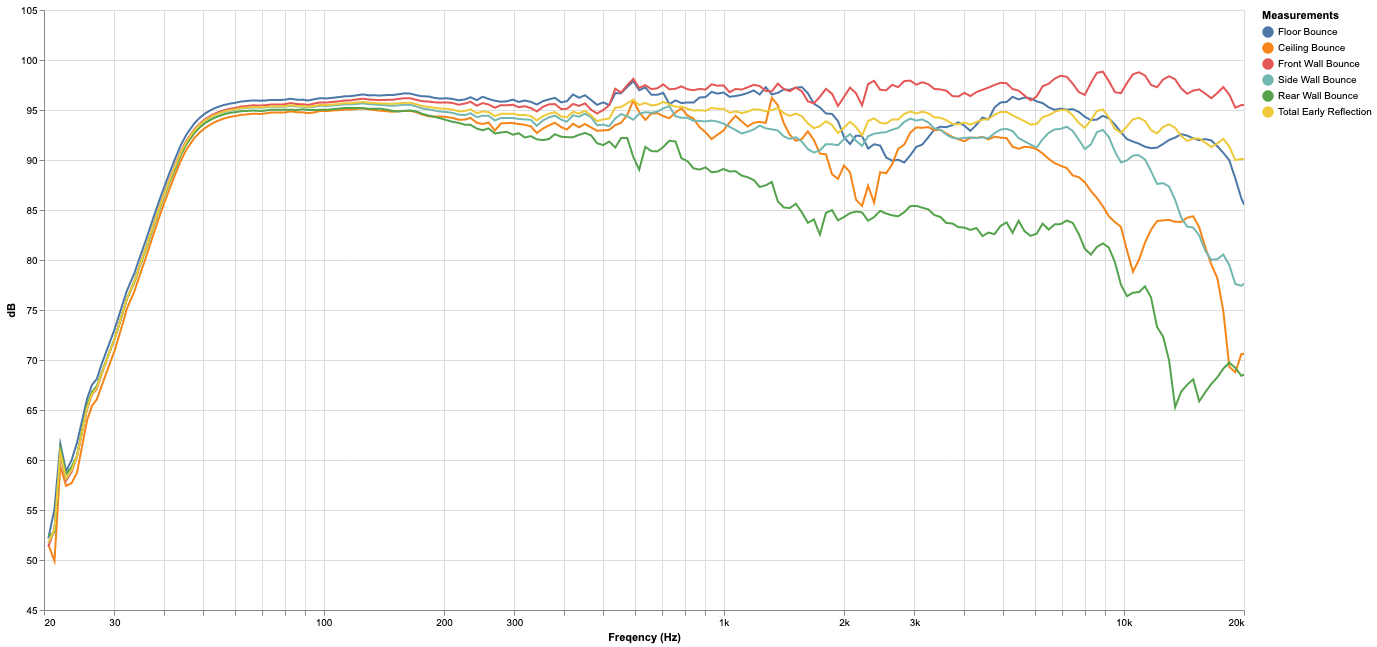 Measurements
Floor Bounce
Ceiling Bounce
Front Wall Bounce
Side Wall Bounce
Rear Wall Bounce
Total Early Reflection
105
100
95
90
85
80
75
70
65
60
55
50
45
dB
20 30 100 200 300 1k 2k 3k 10k 20k
Freqency (Hz)